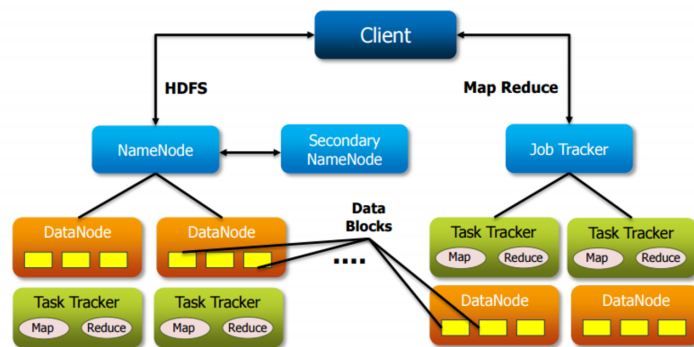 Client
HDFS
Map Reduce
NameNode
Secondary
NameNode
Job Tracker
DataNode
DataNode
Data
Blocks
....
Task Tracker
Map
Reduce
Task Tracker
Map
Reduce
Task Tracker
Map
Reduce
Task Tracker
Map
Reduce
DataNode
DataNode